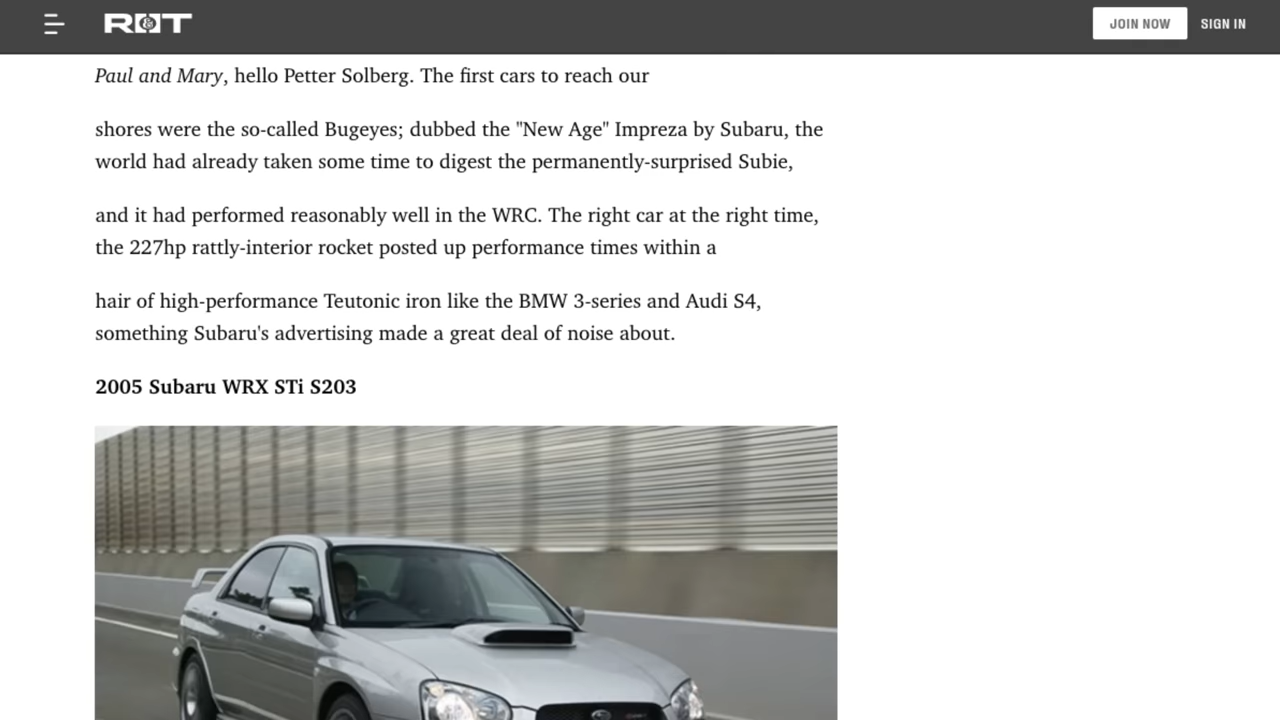 R&T
JOIN NOW
SIGN IN
Paul and Mary, hello Petter Solberg. The first cars to reach our
shores were the so-called Bugeyes; dubbed the "New Age" Impreza by Subaru, the
world had already taken some time to digest the permanently-surprised Subie,
and it had performed reasonably well in the WRC. The right car at the right time,
the 227hp rattly-interior rocket posted up performance times within a
hair of high-performance Teutonic iron like the BMW 3-series and Audi S4,
something Subaru's advertising made a great deal of noise about.
2005 Subaru WRX STi S203